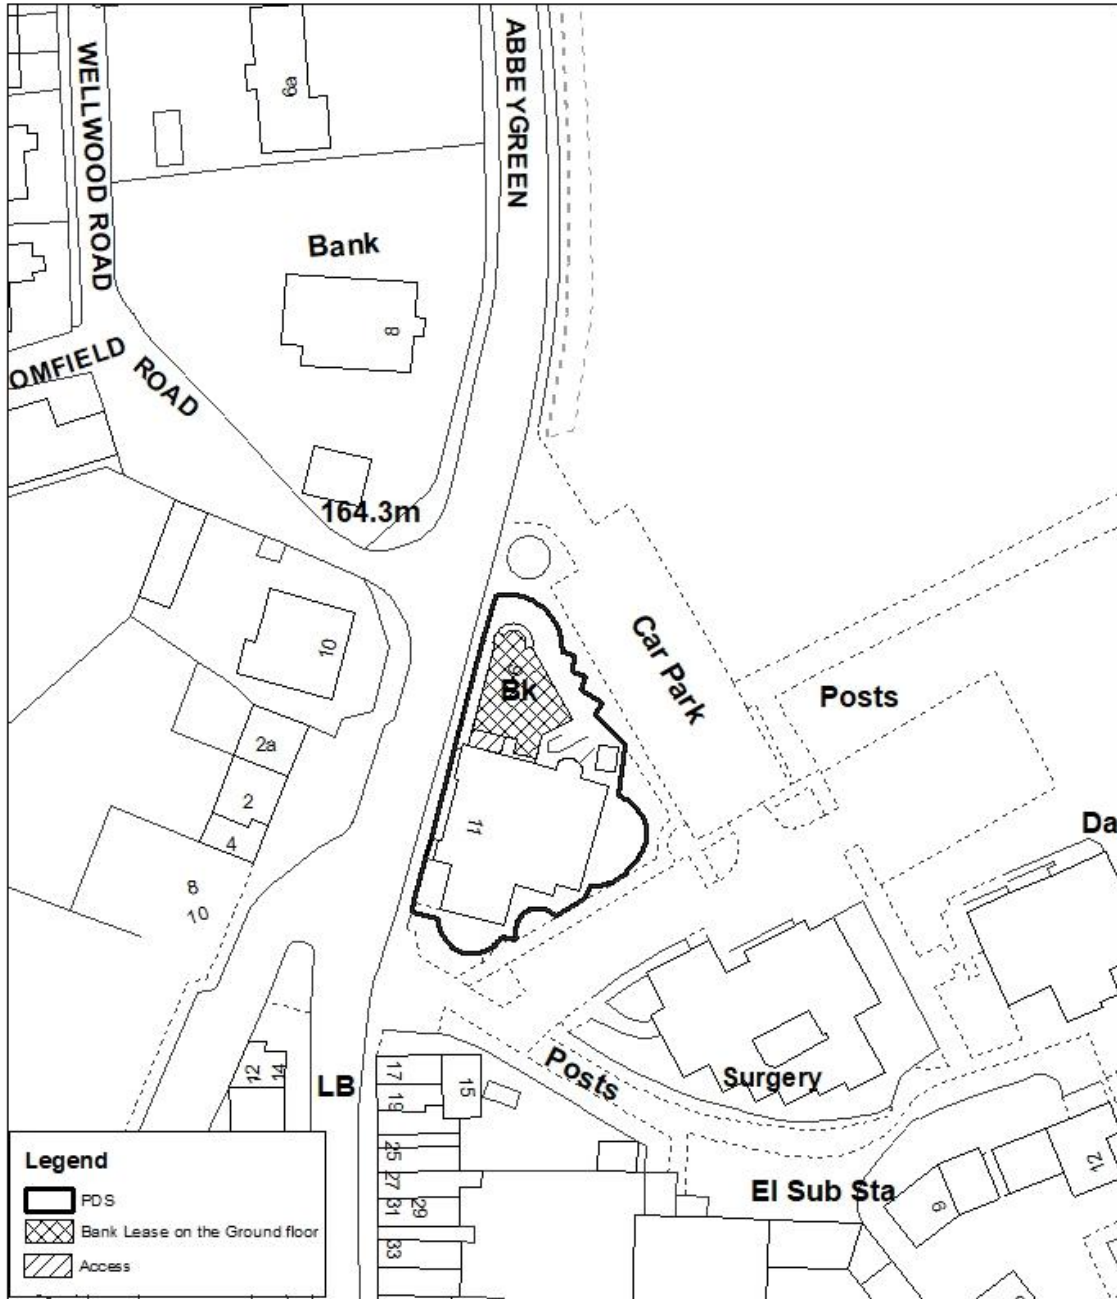 WELLWOOD ROAD
ABBEYGREEN
6a
Bank
8
OMFIELD
ROAD
164.3m
10
9
Bk
Car Park
Posts
2a
2
4
11
8
10
Da
12
14
LB
17
19
15
Posts
Surgery
25
27
31
29
33
El Sub Sta
12
6
Legend
PDS
Bank Lease on the Ground floor
Access